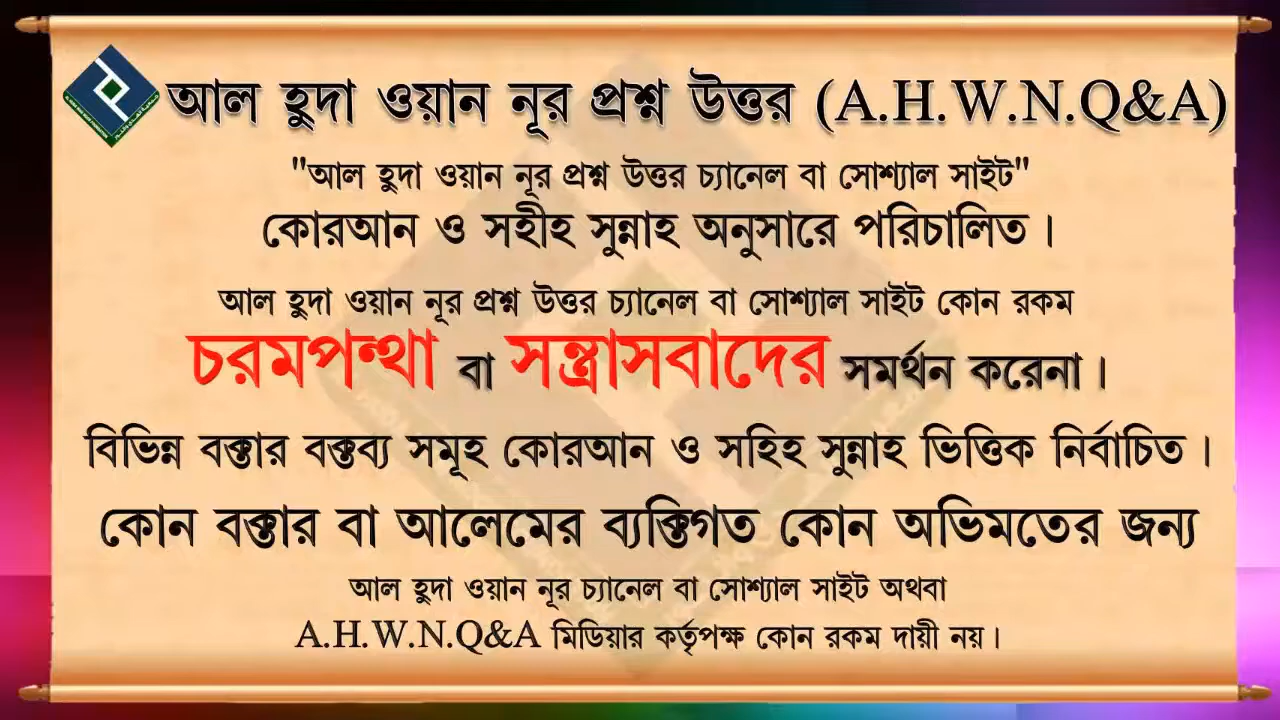 আল হুদা ওয়ান নূর প্রশ্ন উত্তর (A.H.W.N.Q&A)
"আল হুদা ওয়ান নূর প্রশ্ন উত্তর চ্যানেল বা সোশ্যাল সাইট"
কোরআন ও সহীহ সুন্নাহ অনুসারে পরিচালিত ।
আল হুদা ওয়ান নূর প্রশ্ন উত্তর চ্যানেল বা সোশ্যাল সাইট কোন রকম
চরমপন্থা বা সন্ত্রাসবাদের সমর্থন করেনা ।
বিভিন্ন বক্তার বক্তব্য সমূহ কোরআন ও সহিহ সুন্নাহ ভিত্তিক নির্বাচিত ।
কোন বক্তার বা আলেমের ব্যক্তিগত কোন অভিমতের জন্য
আল হুদা ওয়ান নূর চ্যানেল বা সোশ্যাল সাইট অথবা
A.H.W.N.Q&A মিডিয়ার কর্তৃপক্ষ কোন রকম দায়ী নয় ।